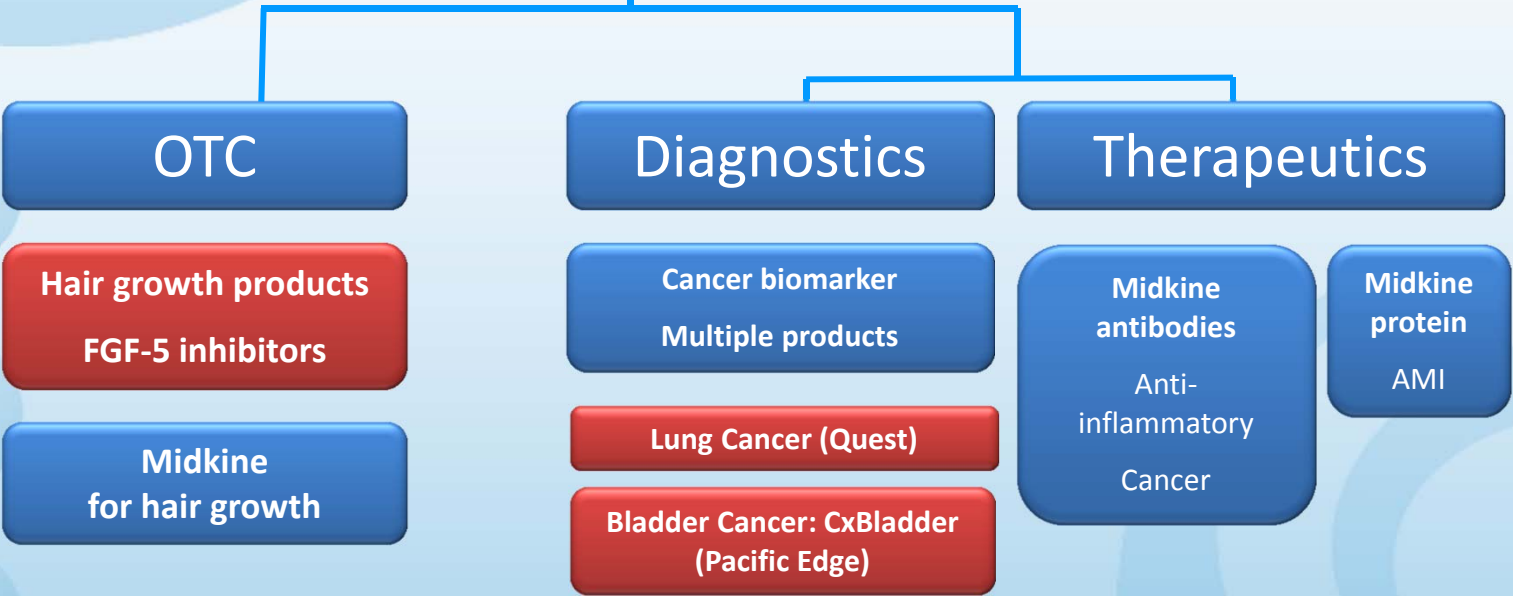 OTC
Diagnostics
Therapeutics
Hair growth products
FGF-5 inhibitors
Midkine
for hair growth
Cancer biomarker
Multiple products
Lung Cancer (Quest)
Bladder Cancer: CxBladder
(Pacific Edge)
Midkine
antibodies
Anti-
inflammatory
Cancer
Midkine
protein
AMI